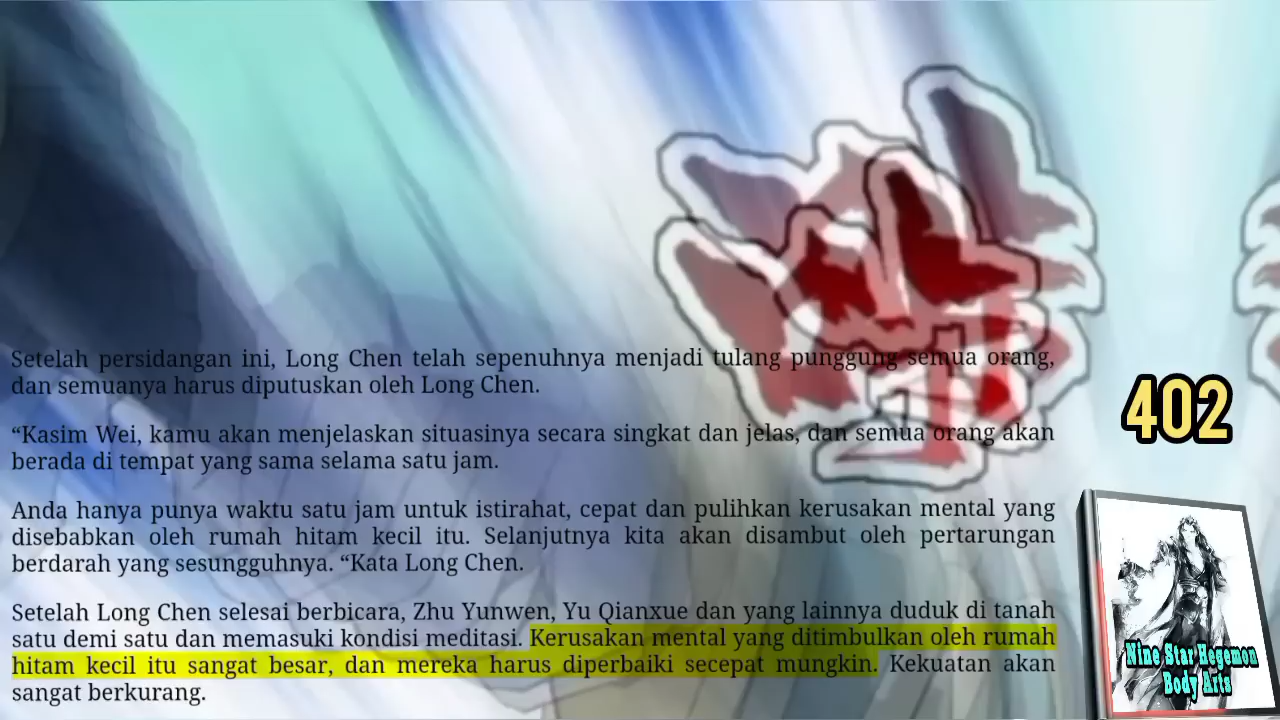 Setelah persidangan ini, Long Chen telah sepenuhnya menjadi tulang punggung semua orang,
dan semuanya harus diputuskan oleh Long Chen.
“Kasim Wei, kamu akan menjelaskan situasinya secara singkat dan jelas, dan semua orang akan
berada di tempat yang sama selama satu jam.
Anda hanya punya waktu satu jam untuk istirahat, cepat dan pulihkan kerusakan mental yang
disebabkan oleh rumah hitam kecil itu. Selanjutnya kita akan disambut oleh pertarungan
berdarah yang sesungguhnya. “Kata Long Chen.
Setelah Long Chen selesai berbicara, Zhu Yunwen, Yu Qianxue dan yang lainnya duduk di tanah
satu demi satu dan memasuki kondisi meditasi. Kerusakan mental yang ditimbulkan oleh rumah
hitam kecil itu sangat besar, dan mereka harus diperbaiki secepat mungkin. Kekuatan akan
sangat berkurang.
402
Nine Star Hegemon
Body Arts